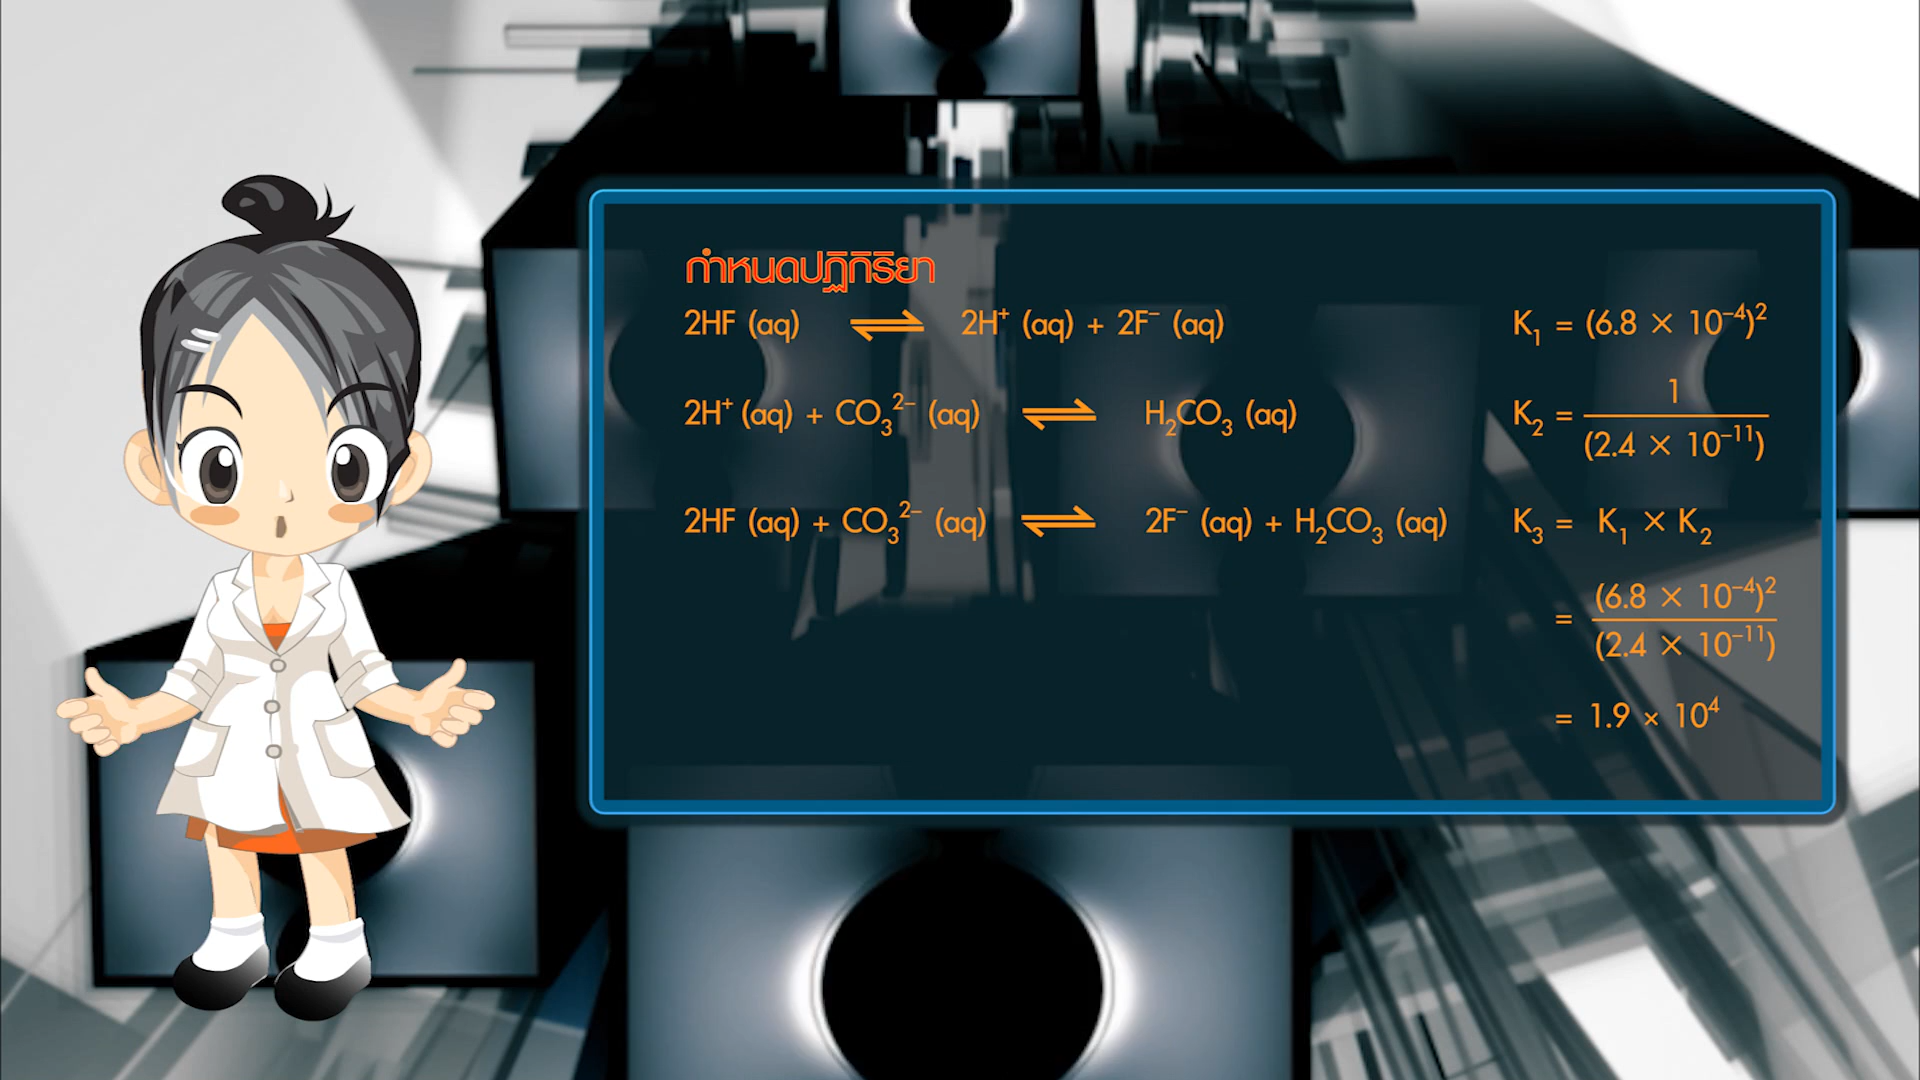 กำหนดปฏิกิริยา
2HF (aq) ⇌ 2H⁺ (aq) + 2F⁻ (aq) K₁ = (6.8 × 10⁻⁴)²
2H⁺ (aq) + CO₃²⁻ (aq) ⇌ H₂CO₃ (aq) K₂ = 1 / (2.4 × 10⁻¹¹)
2HF (aq) + CO₃²⁻ (aq) ⇌ 2F⁻ (aq) + H₂CO₃ (aq) K₃ = K₁ × K₂
= (6.8 × 10⁻⁴)² / (2.4 × 10⁻¹¹)
= 1.9 × 10⁴